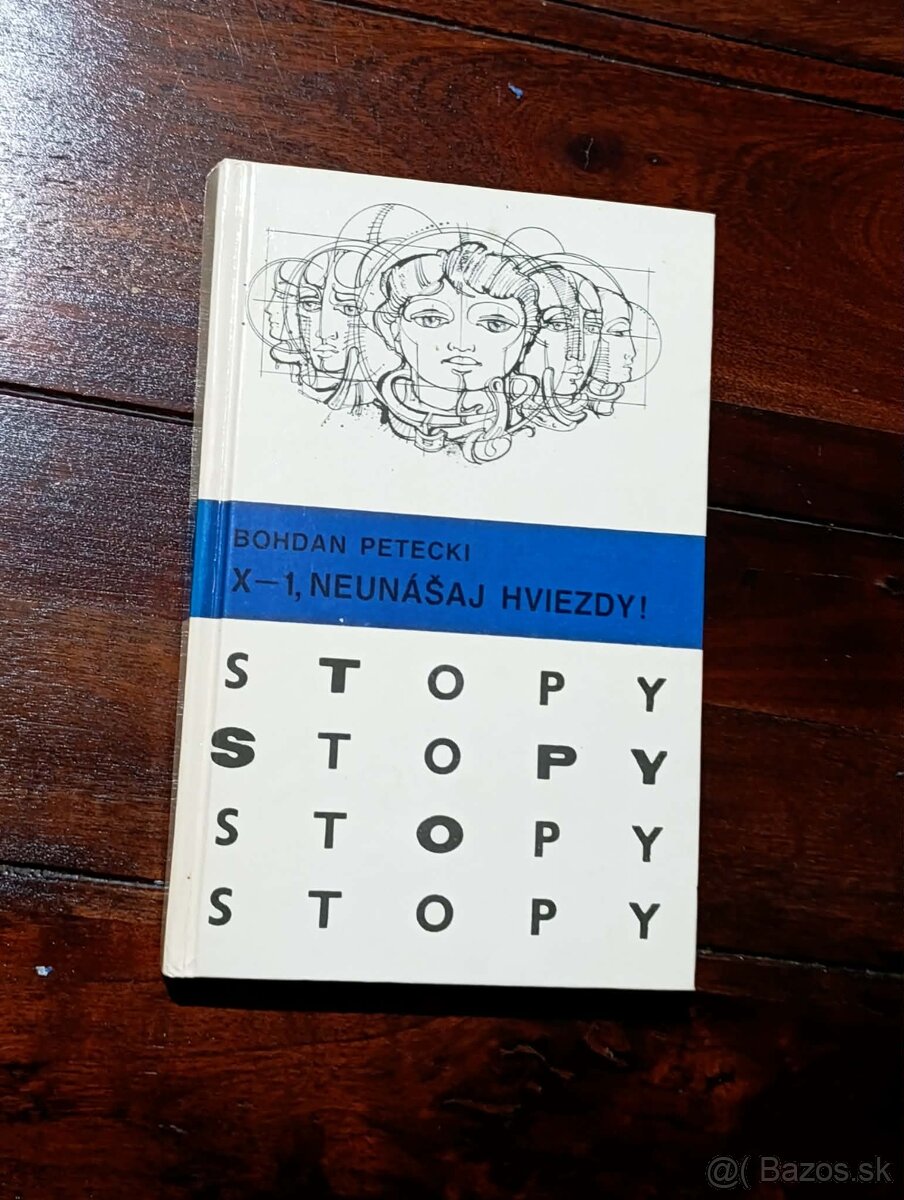 BOHDAN PETECKI
X–1, NEUNÁŠAJ HVIEZDY!
S T O P Y
S T O P Y
S T O P Y
S T O P Y
@( Bazos.sk